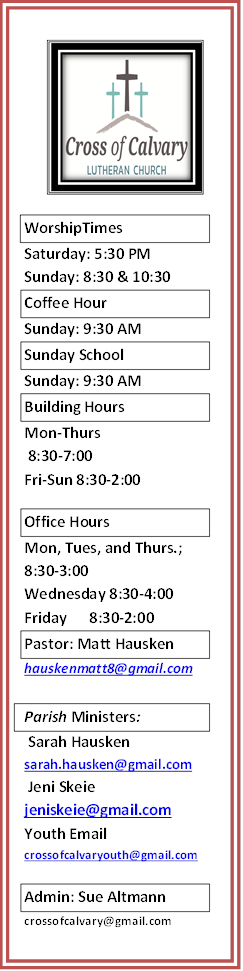 Cross of Calvary
LUTHERAN CHURCH
WorshipTimes
Saturday: 5:30 PM
Sunday: 8:30 & 10:30
Coffee Hour
Sunday: 9:30 AM
Sunday School
Sunday: 9:30 AM
Building Hours
Mon-Thurs
8:30-7:00
Fri-Sun 8:30-2:00
Office Hours
Mon, Tues, and Thurs.;
8:30-3:00
Wednesday 8:30-4:00
Friday 8:30-2:00
Pastor: Matt Hausken
hauskenmatt8@gmail.com
Parish Ministers:
Sarah Hausken
sarah.hausken@gmail.com
Jeni Skeie
jeniskeie@gmail.com
Youth Email
crossofcalvaryouth@gmail.com
Admin: Sue Altmann
crossofcalvary@gmail.com